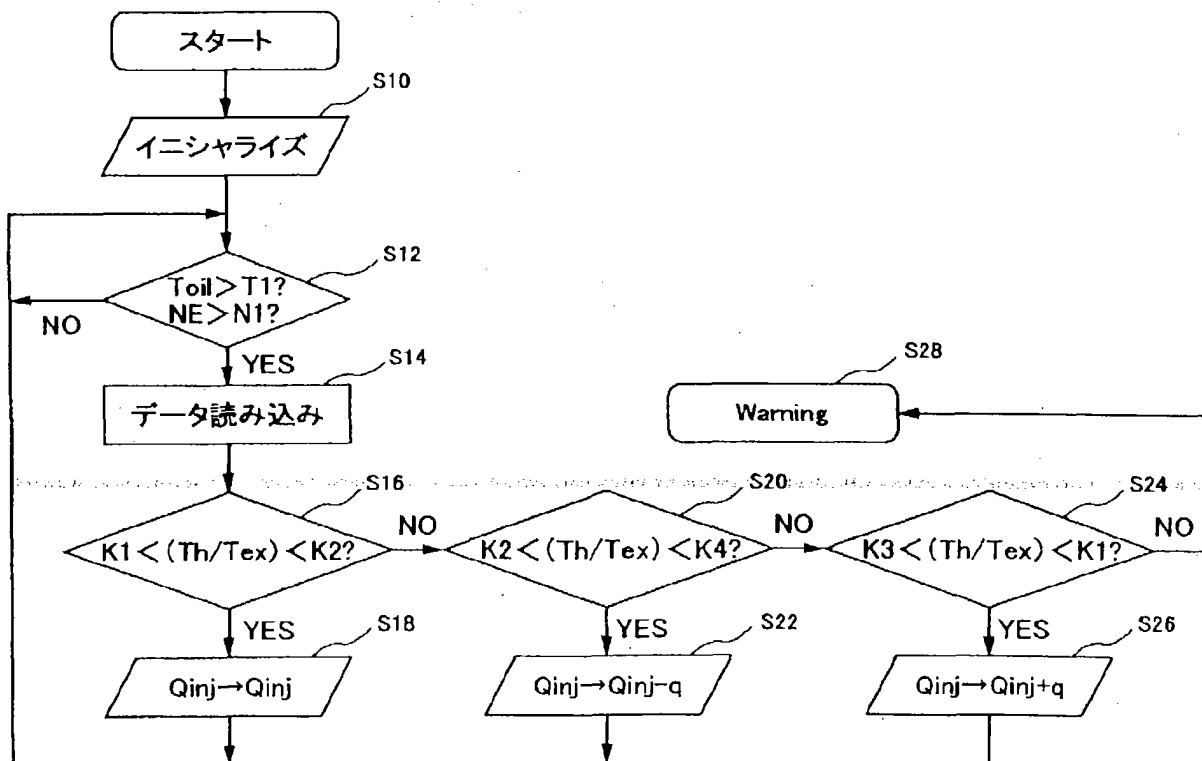 スタート
S10
イニシャライズ
S12
Toil>T1?
NE>N1?
NO
YES
S14
データ読み込み
S28
Warning
S16
K1<(Th/Tex)<K2?
NO
S20
K2<(Th/Tex)<K4?
NO
S24
K3<(Th/Tex)<K1?
NO
YES
S18
Qinj→Qinj
YES
S22
Qinj→Qinj-q
YES
S26
Qinj→Qinj+q